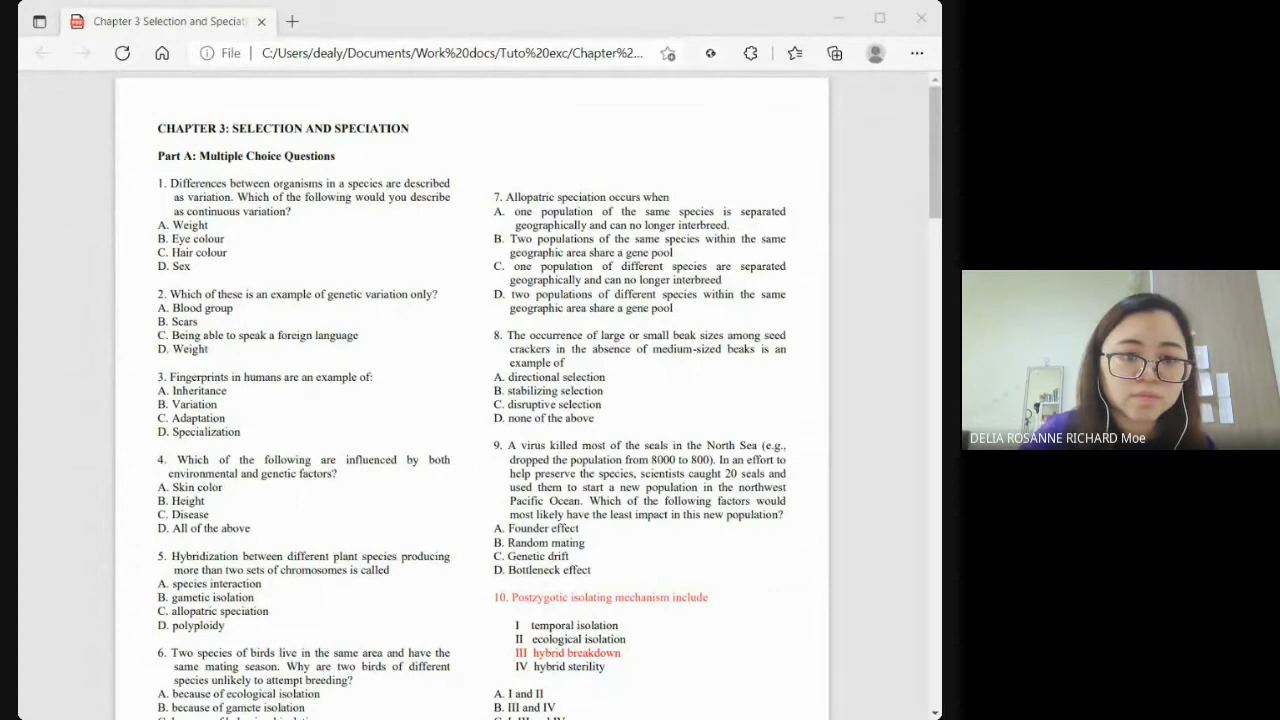 Chapter 3 Selection and Speciati
File
C:/Users/dealy/Documents/Work%20docs/Tuto%20exc/Chapter%2...
CHAPTER 3: SELECTION AND SPECIATION
Part A: Multiple Choice Questions
1. Differences between organisms in a species are described
as variation. Which of the following would you describe
as continuous variation?
A. Weight
B. Eye colour
C. Hair colour
D. Sex
2. Which of these is an example of genetic variation only?
A. Blood group
B. Scars
C. Being able to speak a foreign language
D. Weight
3. Fingerprints in humans are an example of:
A. Inheritance
B. Variation
C. Adaptation
D. Specialization
4. Which of the following are influenced by both
environmental and genetic factors?
A. Skin color
B. Height
C. Disease
D. All of the above
5. Hybridization between different plant species producing
more than two sets of chromosomes is called
A. species interaction
B. gametic isolation
C. allopatric speciation
D. polyploidy
6. Two species of birds live in the same area and have the
same mating season. Why are two birds of different
species unlikely to attempt breeding?
A. because of ecological isolation
B. because of gamete isolation
7. Allopatric speciation occurs when
A. one population of the same species is separated
geographically and can no longer interbreed.
B. Two populations of the same species within the same
geographic area share a gene pool
C. one population of different species are separated
geographically and can no longer interbreed
D. two populations of different species within the same
geographic area share a gene pool
8. The occurrence of large or small beak sizes among seed
crackers in the absence of medium-sized beaks is an
example of
A. directional selection
B. stabilizing selection
C. disruptive selection
D. none of the above
9. A virus killed most of the seals in the North Sea (e.g.,
dropped the population from 8000 to 800). In an effort to
help preserve the species, scientists caught 20 seals and
used them to start a new population in the northwest
Pacific Ocean. Which of the following factors would
most likely have the least impact in this new population?
A. Founder effect
B. Random mating
C. Genetic drift
D. Bottleneck effect
10. Postzygotic isolating mechanism include
I temporal isolation
II ecological isolation
III hybrid breakdown
IV hybrid sterility
A. I and II
B. III and IV
DELIA ROSANNE RICHARD Moe